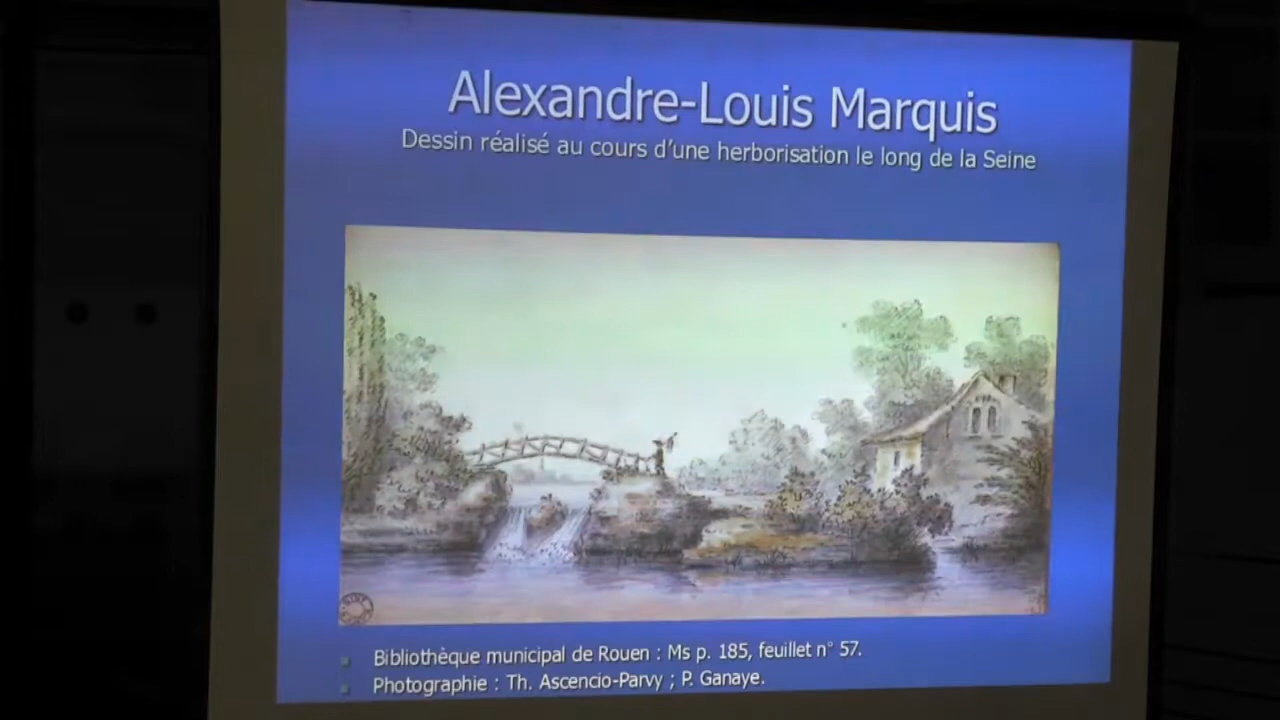 Alexandre-Louis Marquis
Dessin réalisé au cours d'une herborisation le long de la Seine
Bibliothèque municipal de Rouen : Ms p. 185, feuillet n° 57.
Photographie : Th. Ascencio-Parvy ; P. Ganaye.